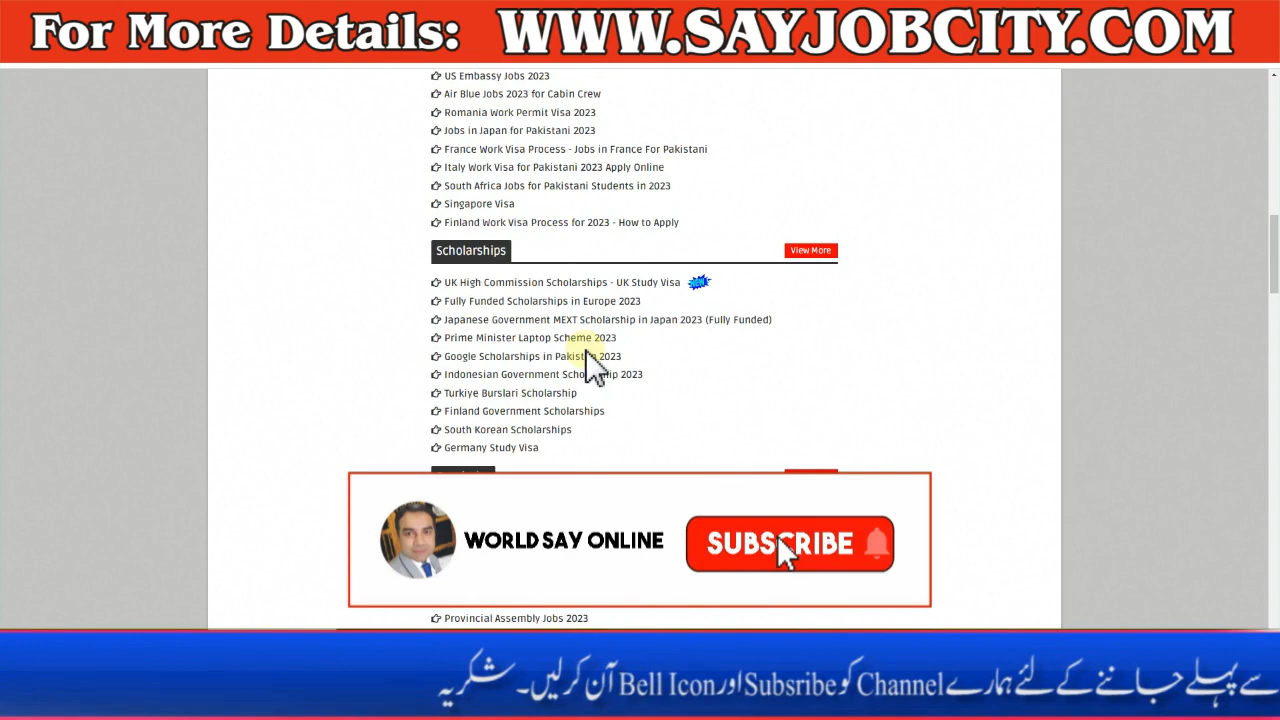 For More Details: WWW.SAYJOBCITY.COM
US Embassy Jobs 2023
Air Blue Jobs 2023 for Cabin Crew
Romania Work Permit Visa 2023
Jobs in Japan for Pakistani 2023
France Work Visa Process - Jobs in France For Pakistani
Italy Work Visa for Pakistani 2023 Apply Online
South Africa Jobs for Pakistani Students in 2023
Singapore Visa
Finland Work Visa Process for 2023 - How to Apply
Scholarships View More
UK High Commission Scholarships - UK Study Visa NEW
Fully Funded Scholarships in Europe 2023
Japanese Government MEXT Scholarship in Japan 2023 (Fully Funded)
Prime Minister Laptop Scheme 2023
Google Scholarships in Pakistan 2023
Indonesian Government Scholarship 2023
Turkiye Burslari Scholarship
Finland Government Scholarships
South Korean Scholarships
Germany Study Visa
WORLD SAY ONLINE SUBSCRIBE
Provincial Assembly Jobs 2023
سے پہلے جاننے کے لئے ہمارے Channel کو Subsribe اور Bell Icon آن کرلیں۔ شکریہ